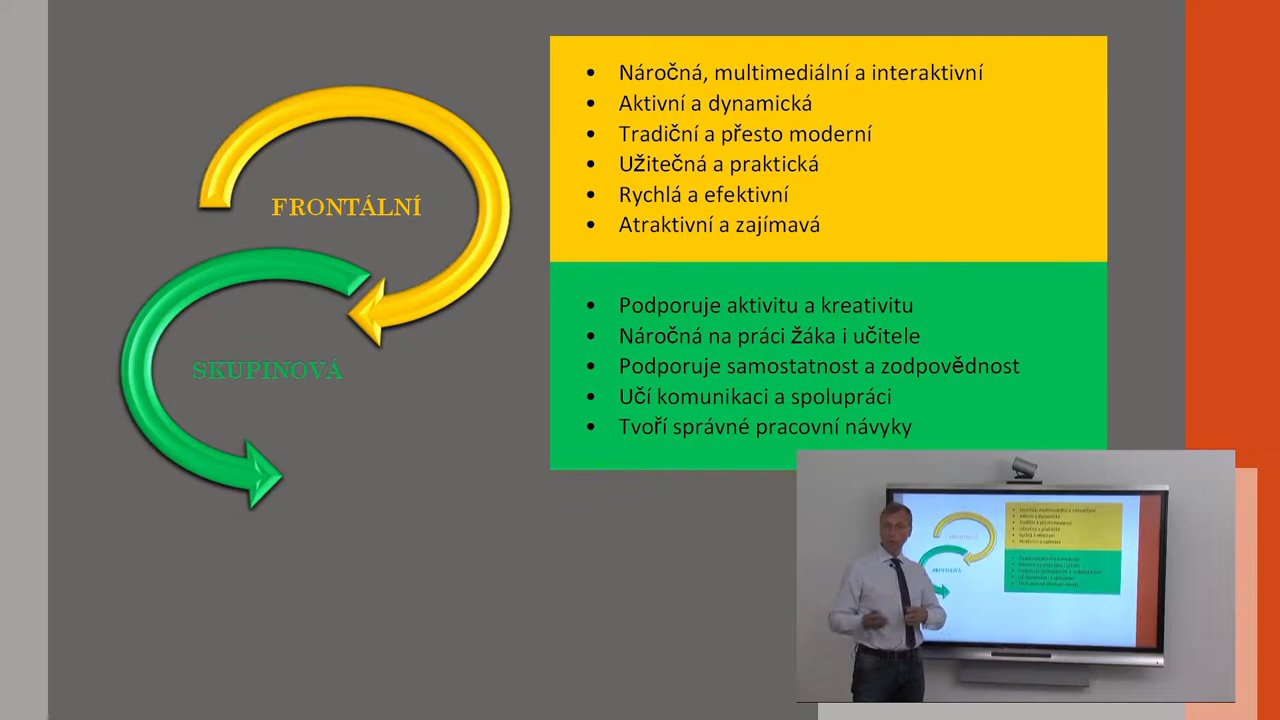 FRONTÁLNÍ
• Náročná, multimediální a interaktivní
• Aktivní a dynamická
• Tradiční a přesto moderní
• Užitečná a praktická
• Rychlá a efektivní
• Atraktivní a zajímavá
SKUPINOVÁ
• Podporuje aktivitu a kreativitu
• Náročná na práci žáka i učitele
• Podporuje samostatnost a zodpovědnost
• Učí komunikaci a spolupráci
• Tvoří správné pracovní návyky